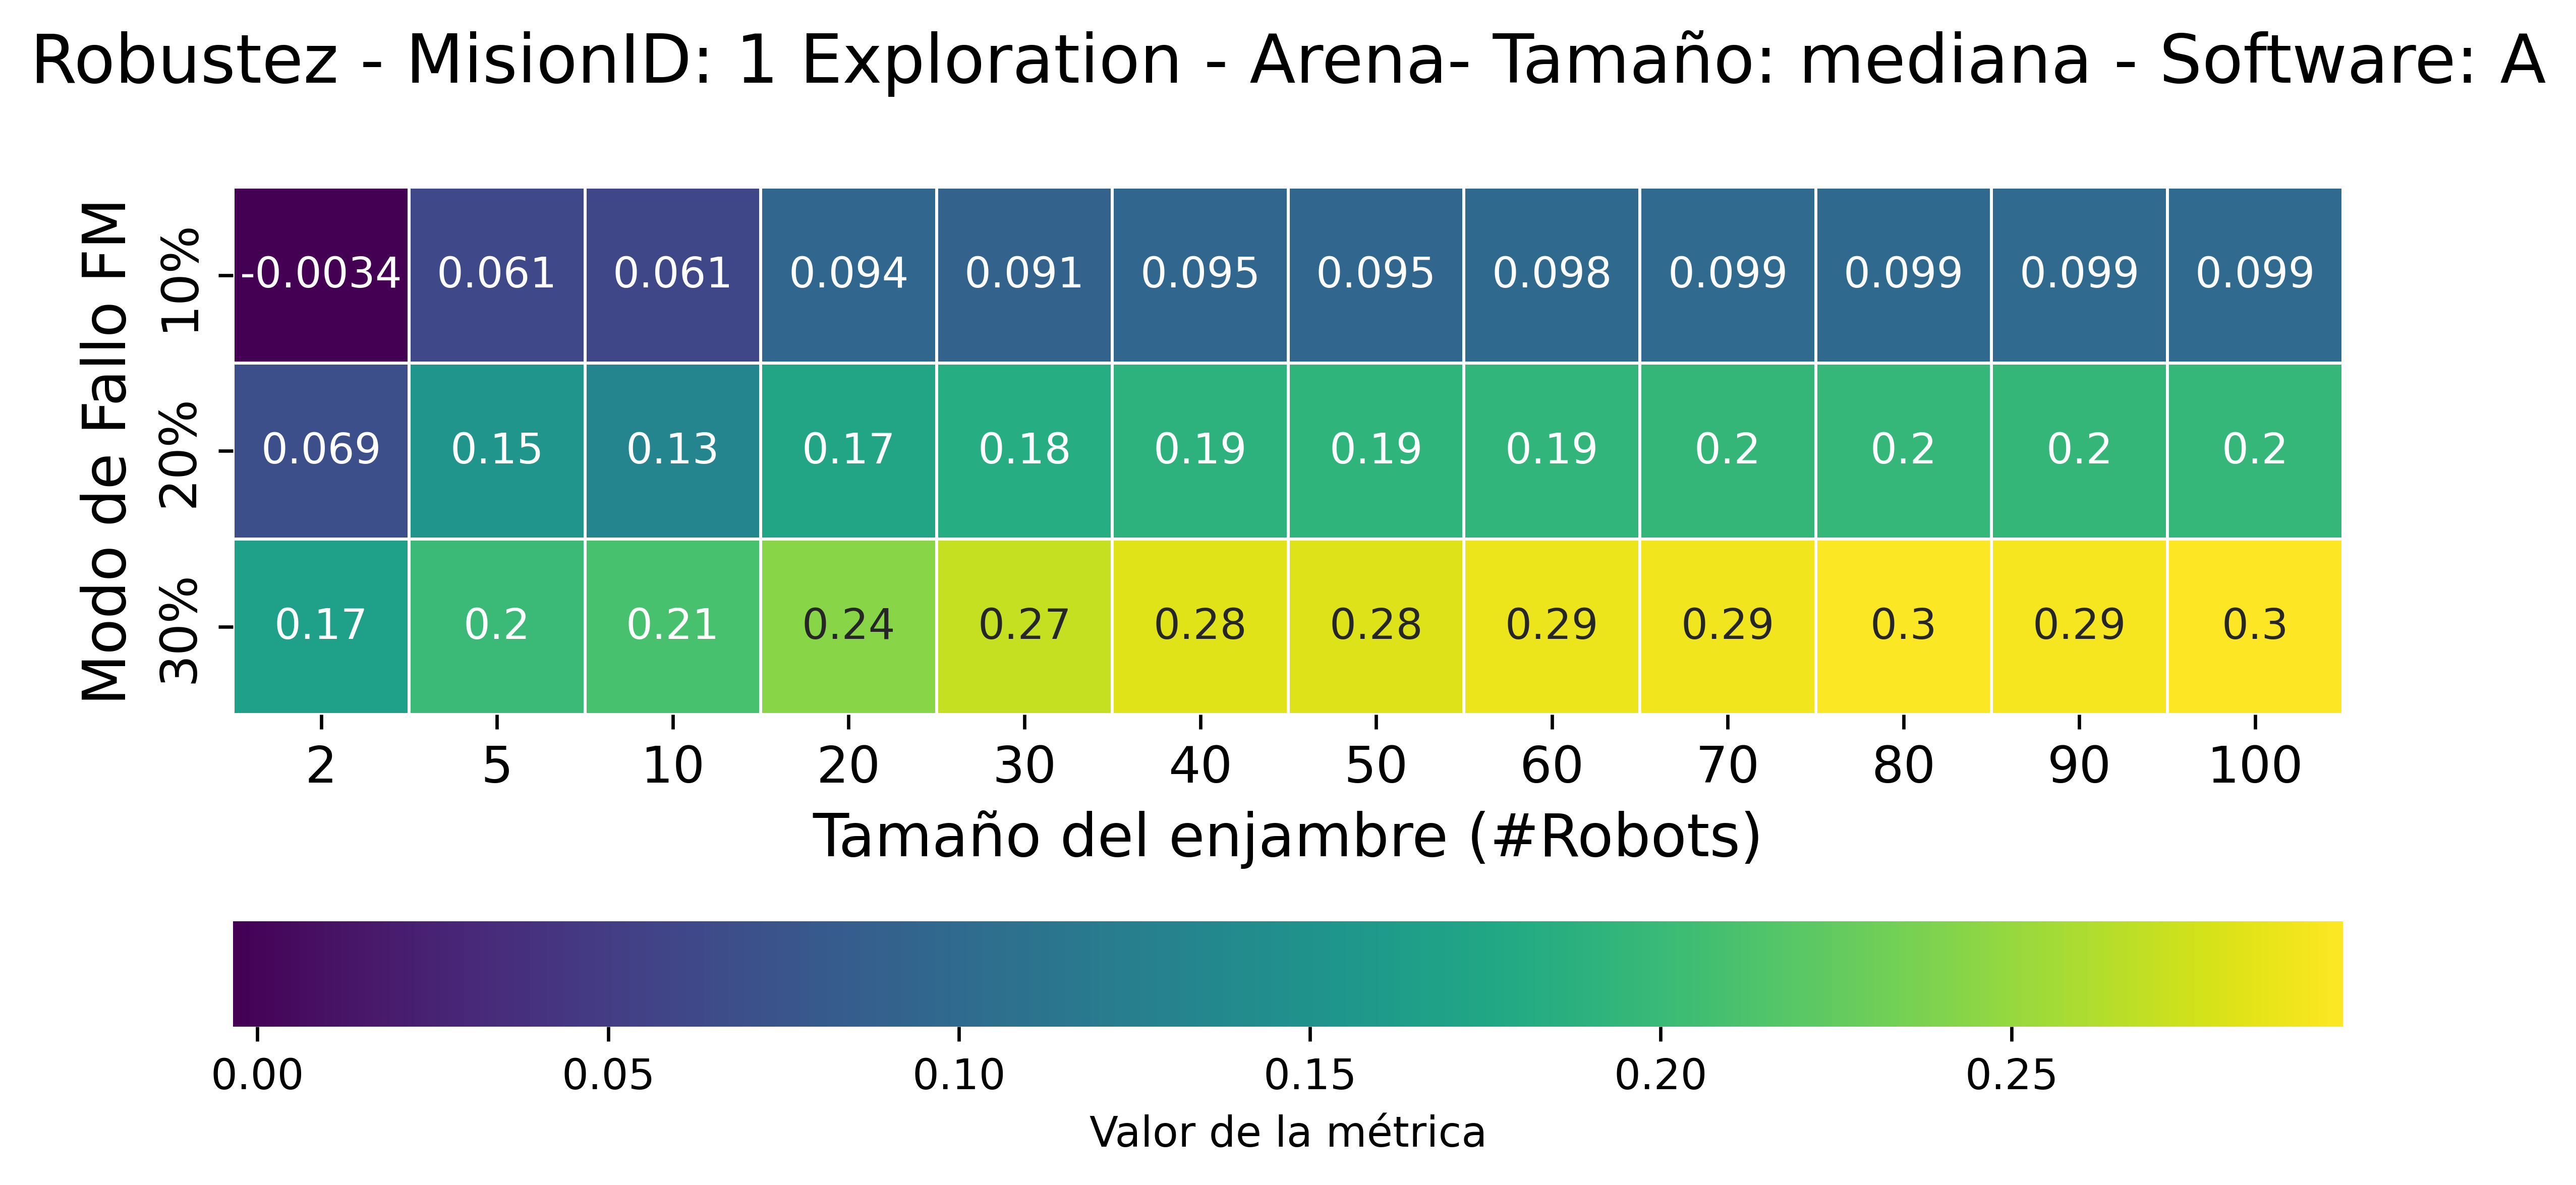 Robustez - MisionID: 1 Exploration - Arena- Tamaño: mediana - Software: A
Modo de Fallo FM
10%
-0.0034 0.061 0.061 0.094 0.091 0.095 0.095 0.098 0.099 0.099 0.099 0.099
20%
0.069 0.15 0.13 0.17 0.18 0.19 0.19 0.19 0.2 0.2 0.2 0.2
30%
0.17 0.2 0.21 0.24 0.27 0.28 0.28 0.29 0.29 0.3 0.29 0.3
2 5 10 20 30 40 50 60 70 80 90 100
Tamaño del enjambre (#Robots)
0.00 0.05 0.10 0.15 0.20 0.25
Valor de la métrica